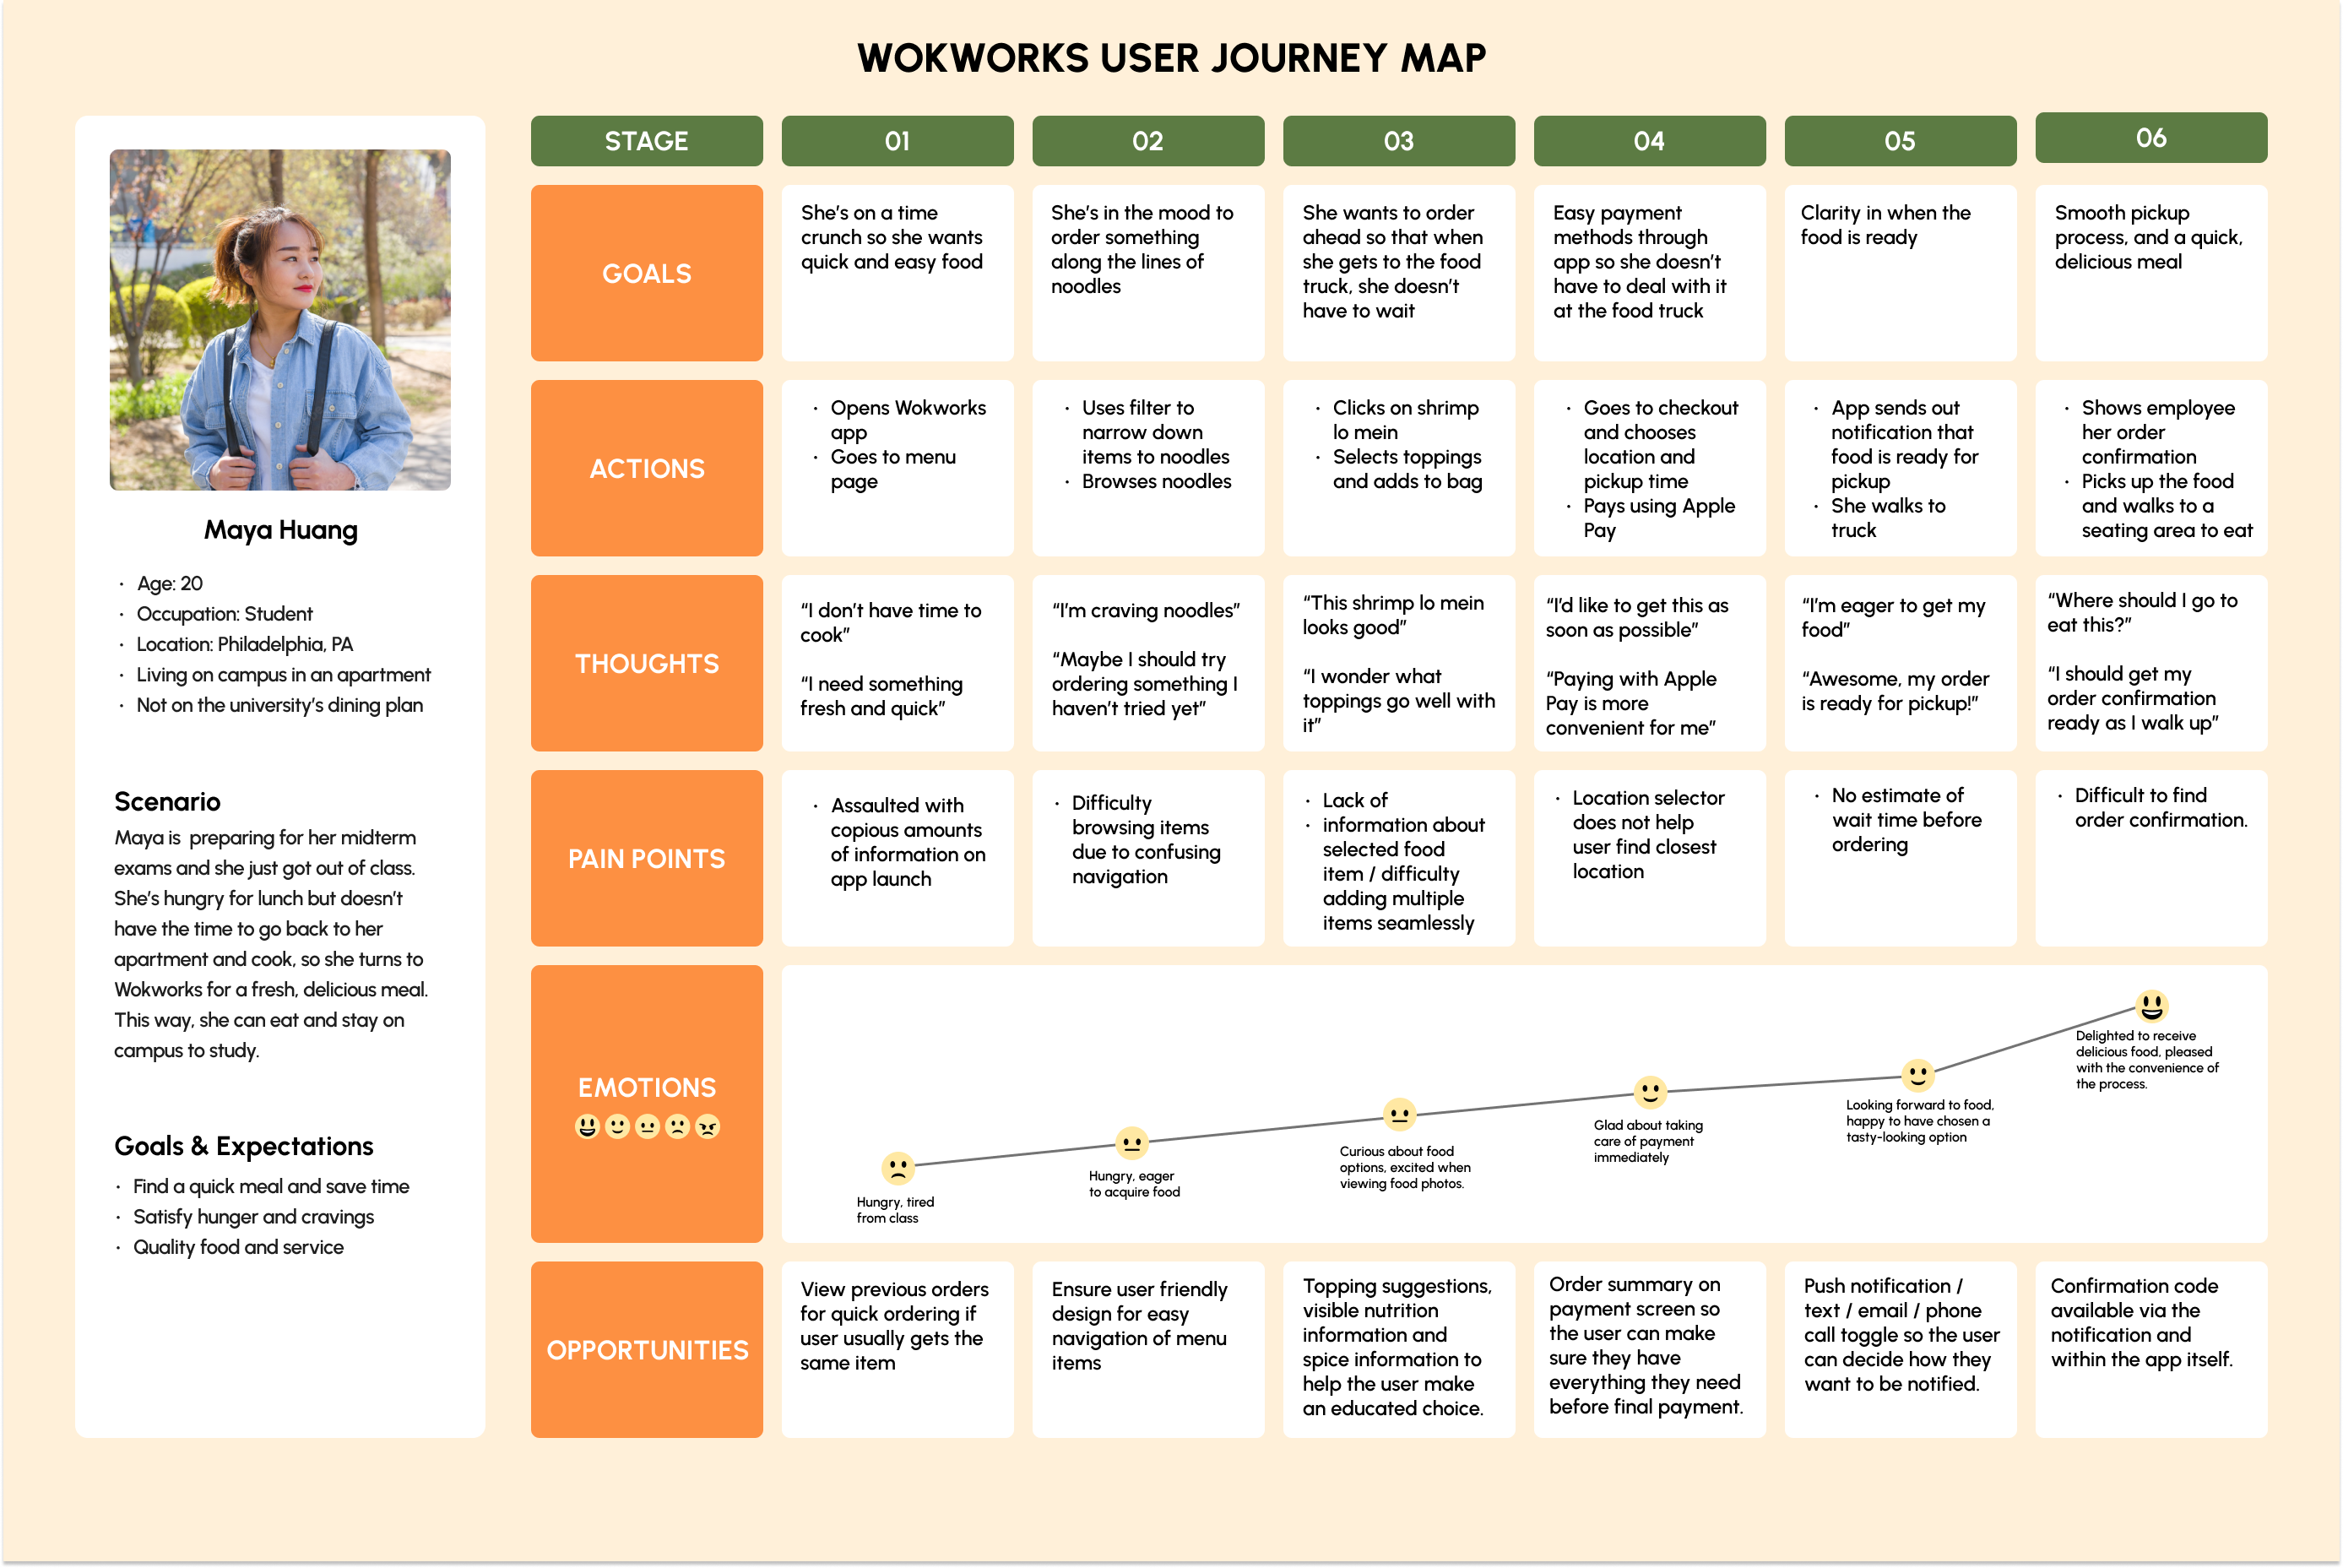 WOKWORKS USER JOURNEY MAP
Maya Huang
· Age: 20
· Occupation: Student
· Location: Philadelphia, PA
· Living on campus in an apartment
· Not on the university’s dining plan
Scenario
Maya is  preparing for her midterm
exams and she just got out of class.
She’s hungry for lunch but doesn’t
have the time to go back to her
apartment and cook, so she turns to
Wokworks for a fresh, delicious meal.
This way, she can eat and stay on
campus to study.
Goals & Expectations
· Find a quick meal and save time
· Satisfy hunger and cravings
· Quality food and service
STAGE
01
02
03
04
05
06
GOALS
She’s on a time
crunch so she wants
quick and easy food
She’s in the mood to
order something
along the lines of
noodles
She wants to order
ahead so that when
she gets to the food
truck, she doesn’t
have to wait
Easy payment
methods through
app so she doesn’t
have to deal with it
at the food truck
Clarity in when the
food is ready
Smooth pickup
process, and a quick,
delicious meal
ACTIONS
· Opens Wokworks
app
· Goes to menu
page
· Uses filter to
narrow down
items to noodles
· Browses noodles
· Clicks on shrimp
lo mein
· Selects toppings
and adds to bag
· Goes to checkout
and chooses
location and
pickup time
· Pays using Apple
Pay
· App sends out
notification that
food is ready for
pickup
· She walks to
truck
· Shows employee
her order
confirmation
· Picks up the food
and walks to a
seating area to eat
THOUGHTS
“I don’t have time to
cook”
“I need something
fresh and quick”
“I’m craving noodles”
“Maybe I should try
ordering something I
haven’t tried yet”
“This shrimp lo mein
looks good”
“I wonder what
toppings go well with
it”
“I’d like to get this as
soon as possible”
“Paying with Apple
Pay is more
convenient for me”
“I’m eager to get my
food”
“Awesome, my order
is ready for pickup!”
“Where should I go to
eat this?”
“I should get my
order confirmation
ready as I walk up”
PAIN POINTS
· Assaulted with
copious amounts
of information on
app launch
· Difficulty
browsing items
due to confusing
navigation
· Lack of
· information about
selected food
item / difficulty
adding multiple
items seamlessly
· Location selector
does not help
user find closest
location
· No estimate of
wait time before
ordering
· Difficult to find
order confirmation.
EMOTIONS
Hungry, tired
from class
Hungry, eager
to acquire food
Curious about food
options, excited when
viewing food photos.
Glad about taking
care of payment
immediately
Looking forward to food,
happy to have chosen a
tasty-looking option
Delighted to receive
delicious food, pleased
with the convenience of
the process.
OPPORTUNITIES
View previous orders
for quick ordering if
user usually gets the
same item
Ensure user friendly
design for easy
navigation of menu
items
Topping suggestions,
visible nutrition
information and
spice information to
help the user make
an educated choice.
Order summary on
payment screen so
the user can make
sure they have
everything they need
before final payment.
Push notification /
text / email / phone
call toggle so the user
can decide how they
want to be notified.
Confirmation code
available via the
notification and
within the app itself.